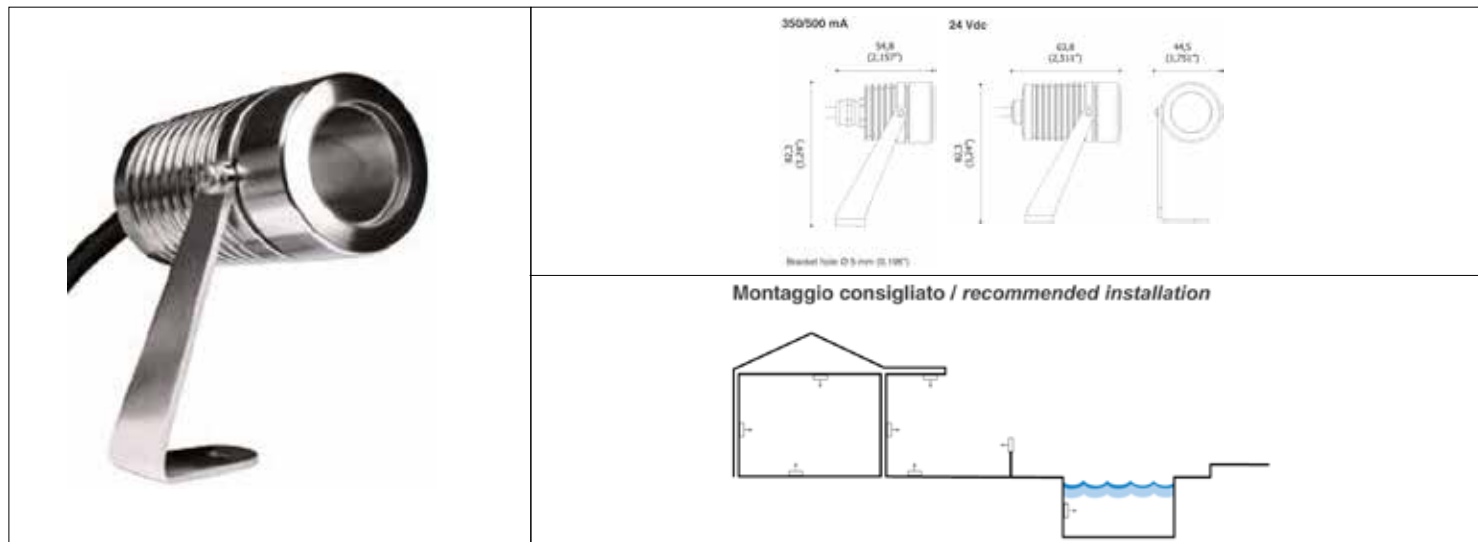 350/500 mA
24 Vdc
54,8
(2,157")
63,8
(2,511")
44,5
(1,751")
82,3
(3,24")
82,3
(3,24")
Bracket hole Ø 5 mm (0,196")
Montaggio consigliato / recommended installation